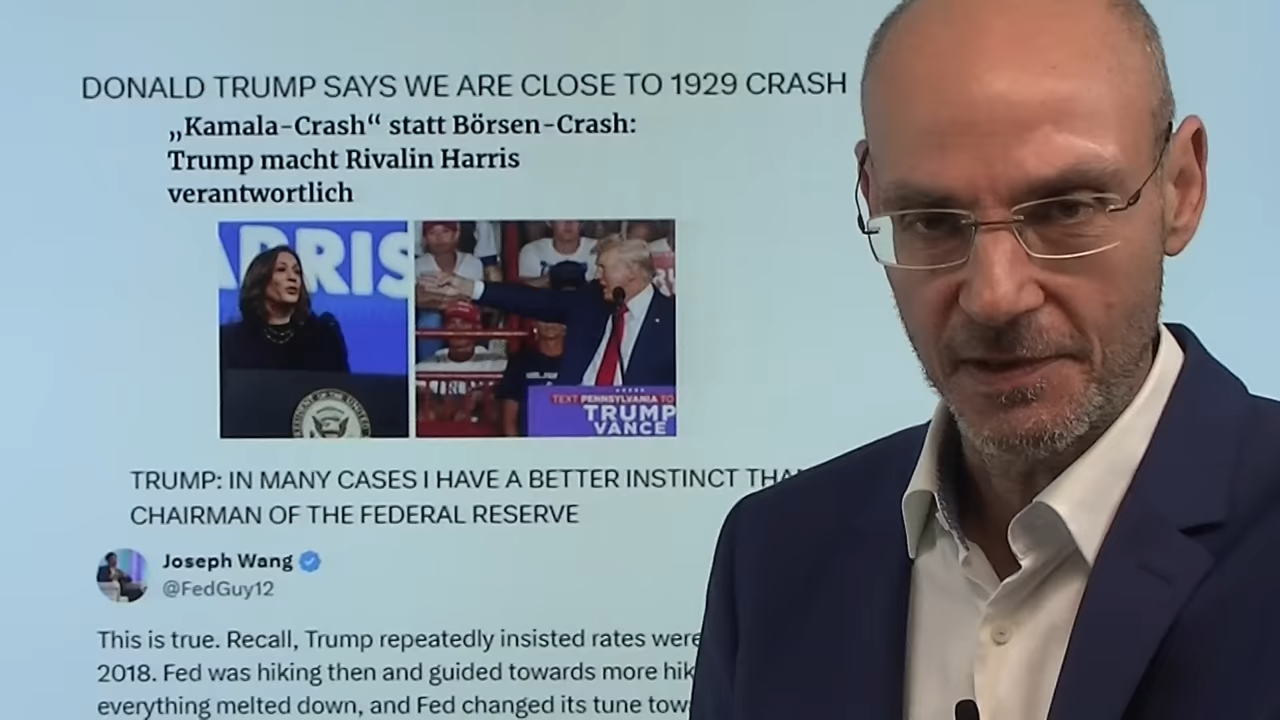 DONALD TRUMP SAYS WE ARE CLOSE TO 1929 CRASH
„Kamala-Crash“ statt Börsen-Crash:
Trump macht Rivalin Harris
verantwortlich
ARRIS
TEXT PENNSYLVANIA TO
TRUMP
VANCE
TRUMP: IN MANY CASES I HAVE A BETTER INSTINCT
CHAIRMAN OF THE FEDERAL RESERVE
Joseph Wang
@FedGuy12
This is true. Recall, Trump repeatedly insisted rates were
2018. Fed was hiking then and guided towards more
everything melted down, and Fed changed its tune